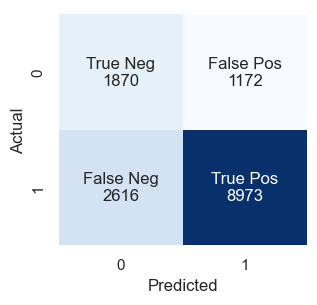 True Neg
1870
False Pos
1172
False Neg
2616
True Pos
8973
0
1
Actual
0
1
Predicted